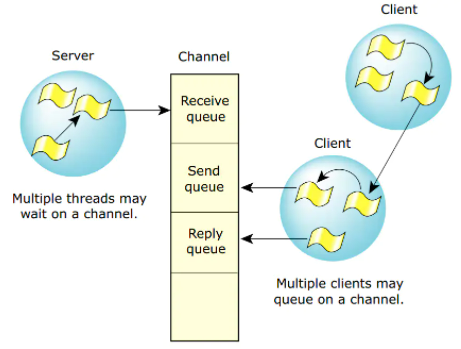 Client
Server
Channel
Receive
queue
Client
Send
queue
Multiple threads may
wait on a channel.
Reply
queue
Multiple clients may
queue on a channel.